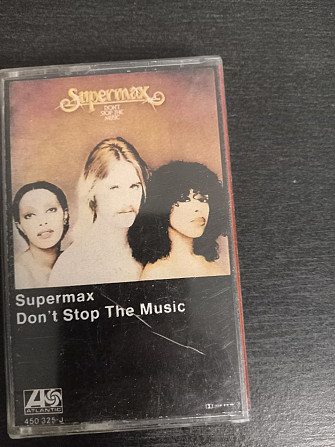 Supermax
DON'T
STOP THE
MUSIC
Supermax
Don't Stop The Music
ATLANTIC
450 325-J